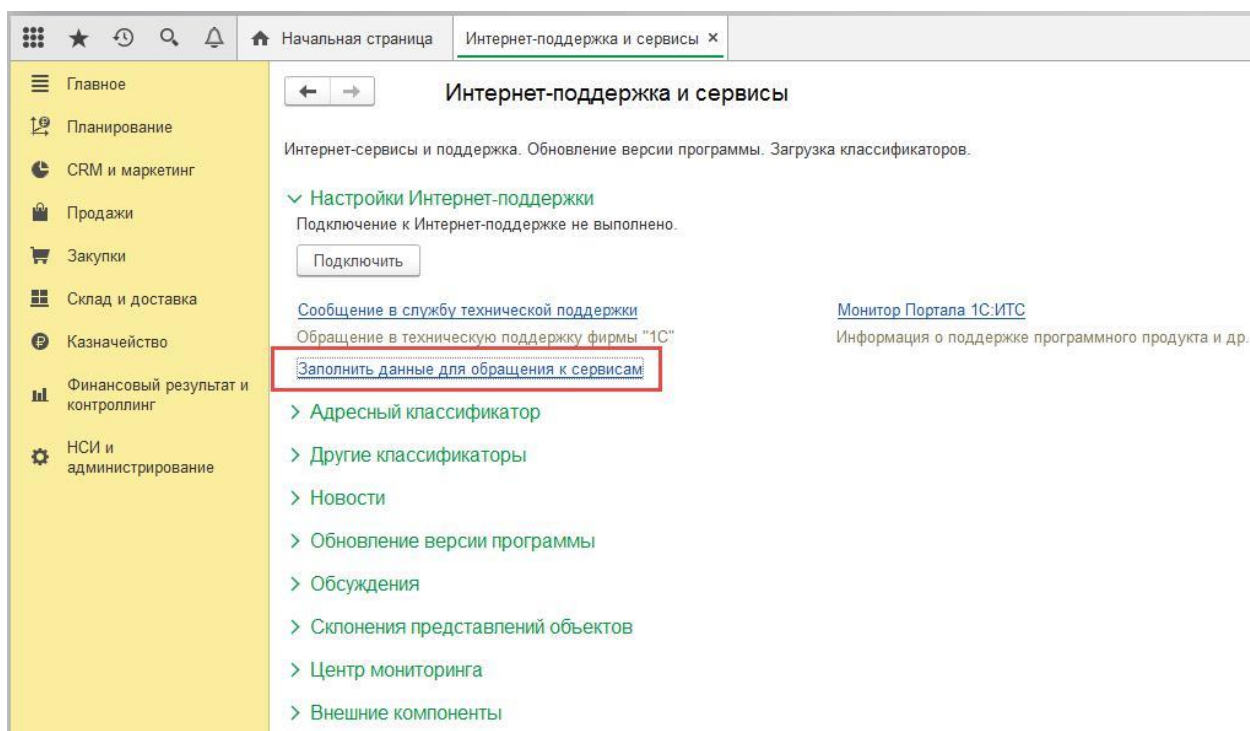 Начальная страница
Интернет-поддержка и сервисы ×
Главное
Планирование
CRM и маркетинг
Продажи
Закупки
Склад и доставка
Казначейство
Финансовый результат и
контроллинг
НСИ и
администрирование
Интернет-поддержка и сервисы
Интернет-сервисы и поддержка. Обновление версии программы. Загрузка классификаторов.
Настройки Интернет-поддержки
Подключение к Интернет-поддержке не выполнено.
Подключить
Сообщение в службу технической поддержки
Монитор Портала 1С:ИТС
Обращение в техническую поддержку фирмы "1С"
Информация о поддержке программного продукта и др.
Заполнить данные для обращения к сервисам
Адресный классификатор
Другие классификаторы
Новости
Обновление версии программы
Обсуждения
Склонения представлений объектов
Центр мониторинга
Внешние компоненты